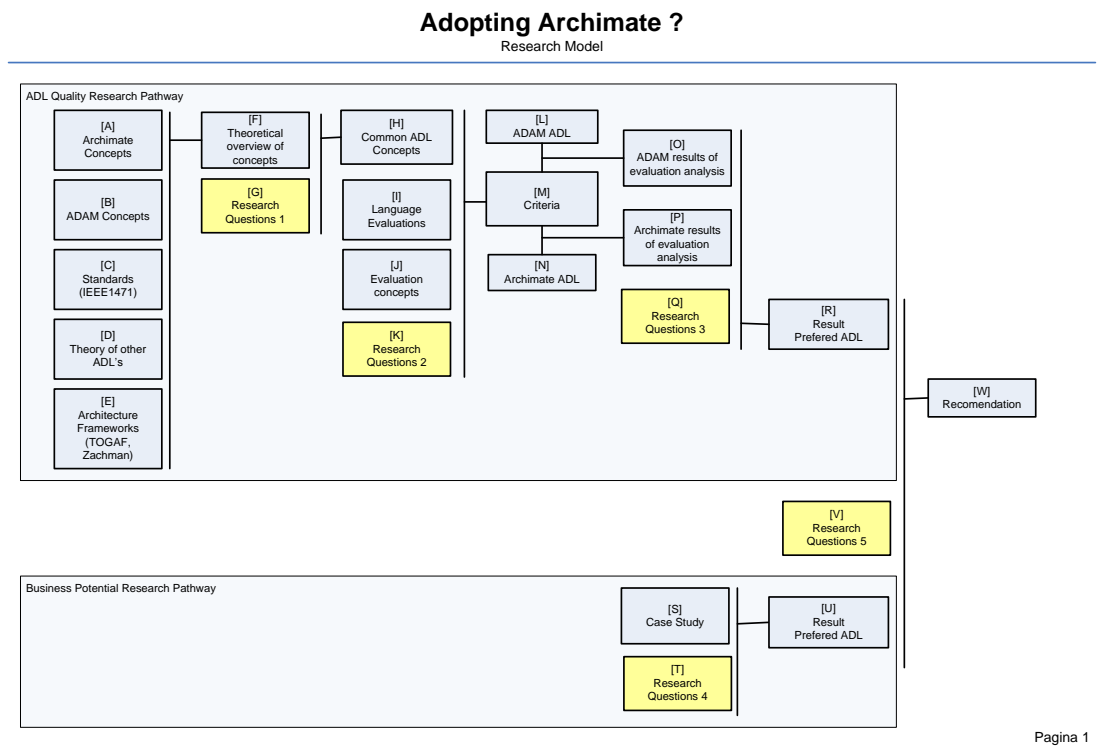 Adopting Archimate ?
Research Model
ADL Quality Research Pathway
[A]
Archimate
Concepts
[B]
ADAM Concepts
[C]
Standards
(IEEE1471)
[D]
Theory of other
ADL's
[E]
Architecture
Frameworks
(TOGAF,
Zachman)
[F]
Theoretical
overview of
concepts
[G]
Research
Questions 1
[H]
Common ADL
Concepts
[I]
Language
Evaluations
[J]
Evaluation
concepts
[K]
Research
Questions 2
[L]
ADAM ADL
[M]
Criteria
[N]
Archimate ADL
[O]
ADAM results of
evaluation analysis
[P]
Archimate results
of evaluation
analysis
[Q]
Research
Questions 3
[R]
Result
Prefered ADL
[W]
Recomendation
[V]
Research
Questions 5
Business Potential Research Pathway
[S]
Case Study
[T]
Research
Questions 4
[U]
Result
Prefered ADL
Pagina 1